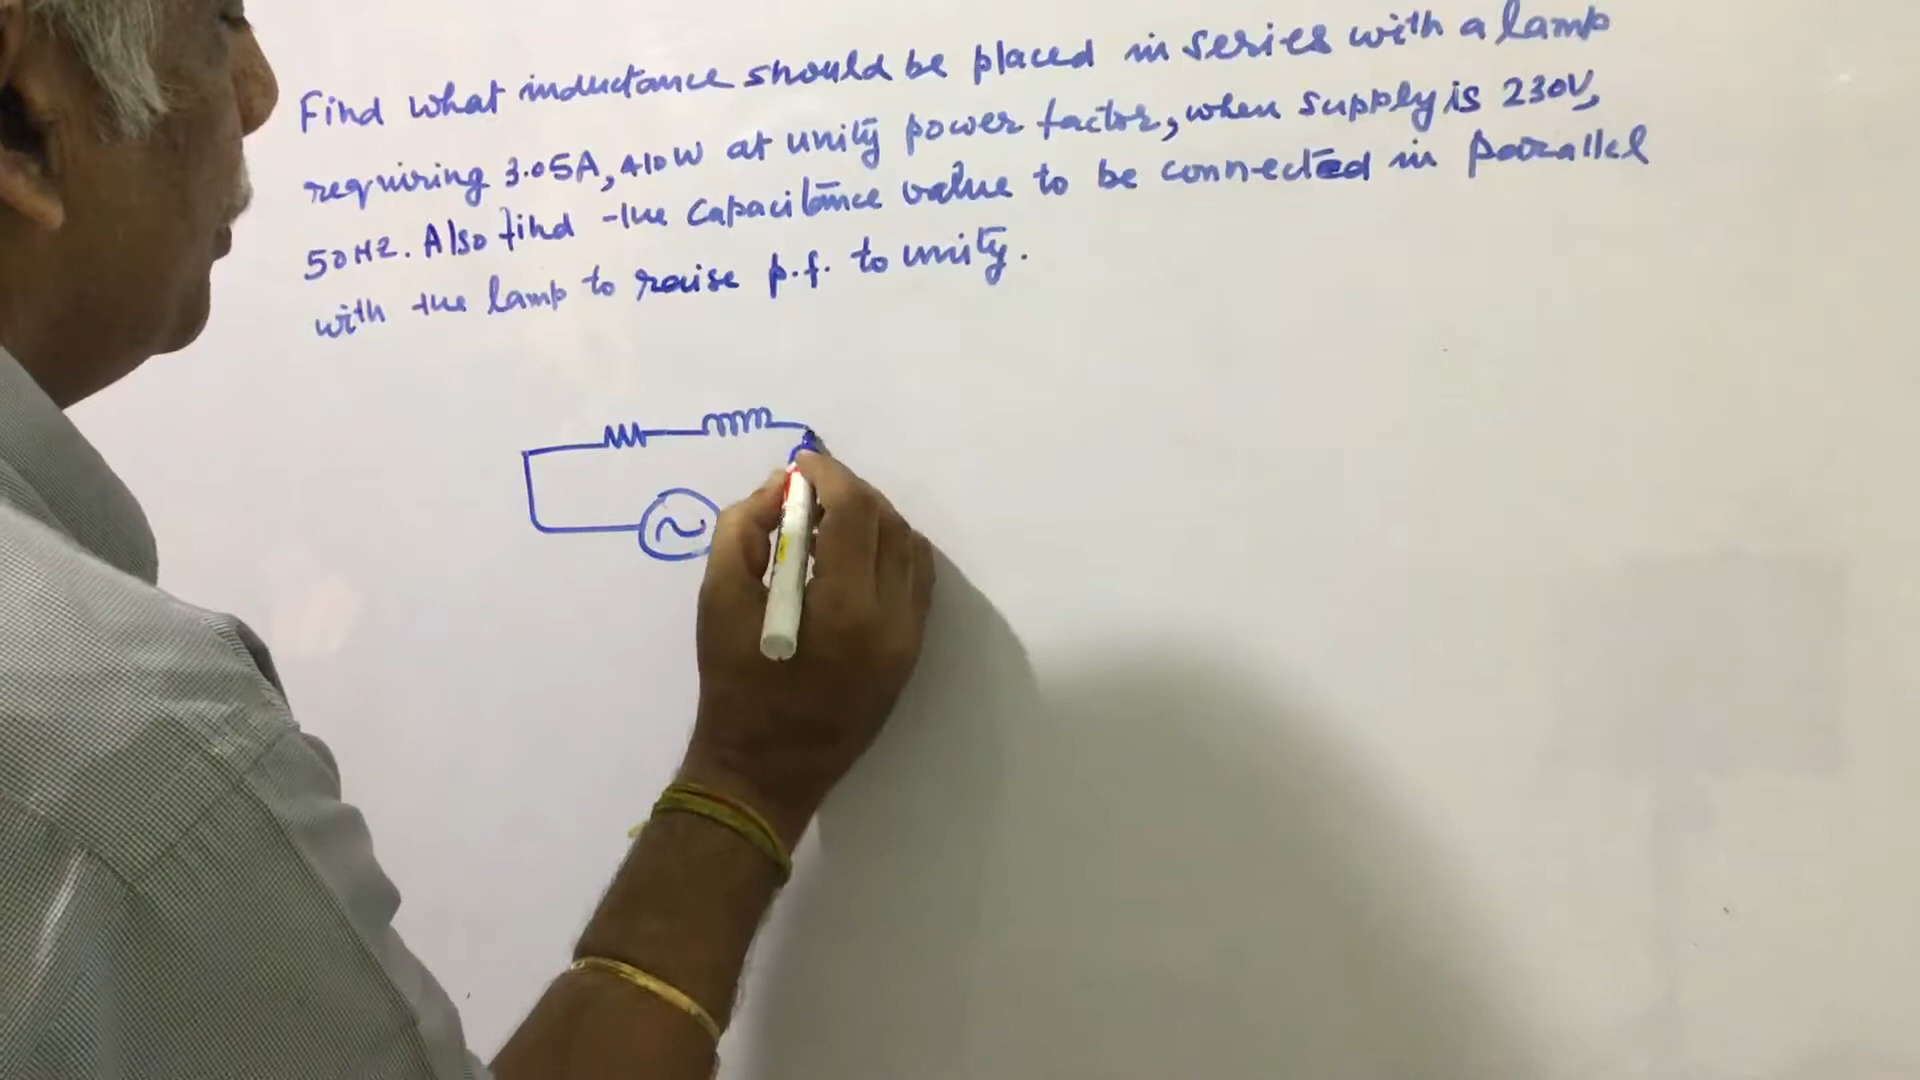 Find what inductance should be placed in series with a lamp
requiring 3.05A, 410W at unity power factor, when supply is 230V,
50HZ. Also find the capacitance value to be connected in parallel
with the lamp to raise p.f. to unity.